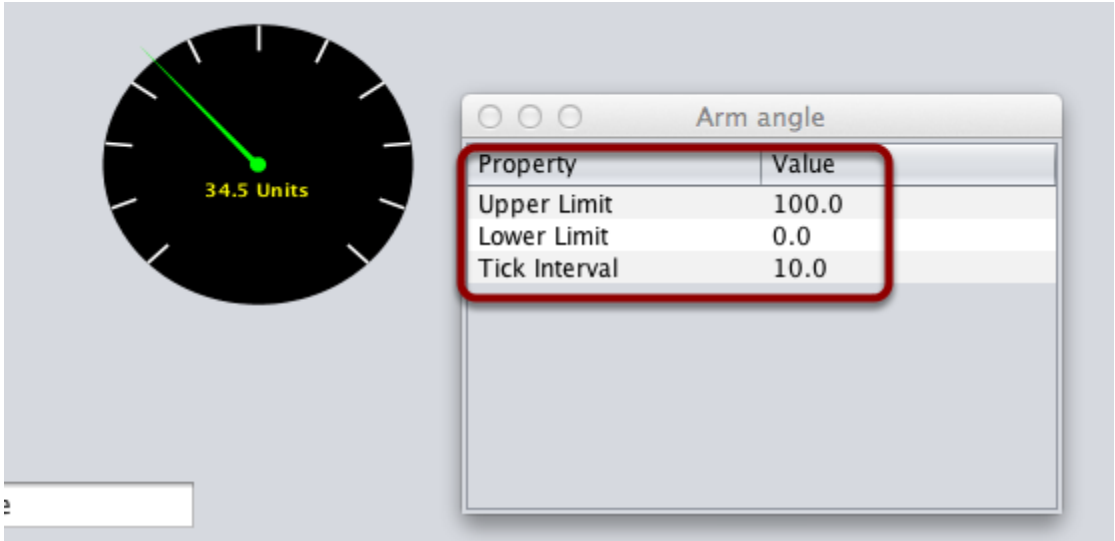 Arm angle
Property Value
Upper Limit 100.0
Lower Limit 0.0
Tick Interval 10.0
34.5 Units
e